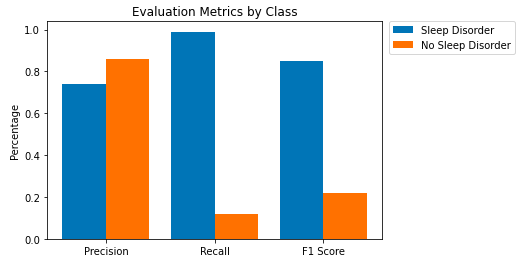 Evaluation Metrics by Class
Sleep Disorder
No Sleep Disorder
Percentage
1.0
0.8
0.6
0.4
0.2
0.0
Precision
Recall
F1 Score